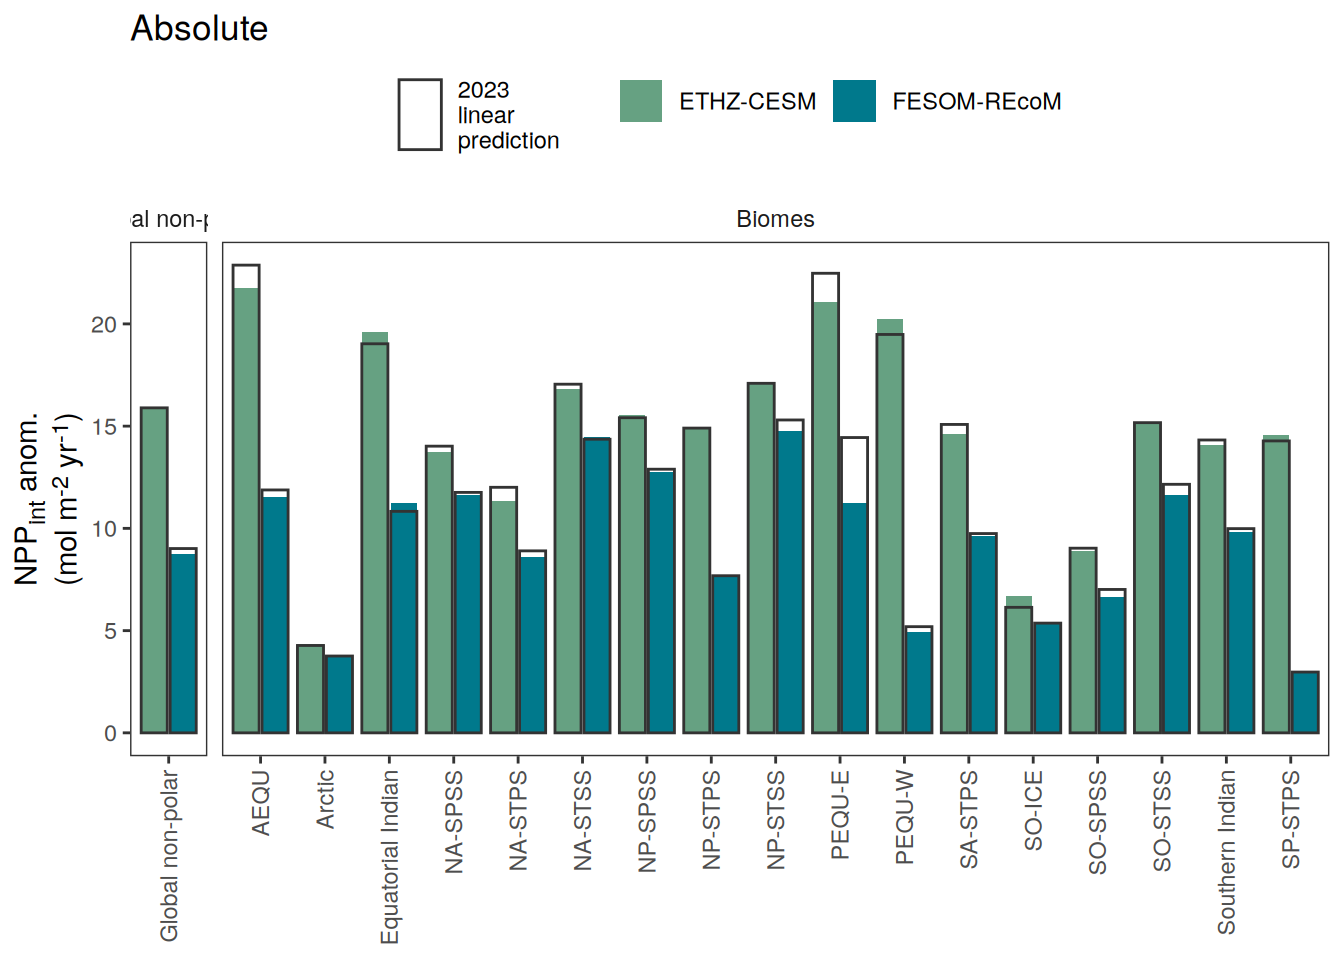 Absolute
2023
linear
prediction
ETHZ-CESM
FESOM-REcoM
al non-
Biomes
NPPint anom.
(mol m-2 yr-1)
20
15
10
5
0
Global non-polar
AEQU
Arctic
Equatorial Indian
NA-SPSS
NA-STPS
NA-STSS
NP-SPSS
NP-STPS
NP-STSS
PEQU-E
PEQU-W
SA-STPS
SO-ICE
SO-SPSS
SO-STSS
Southern Indian
SP-STPS